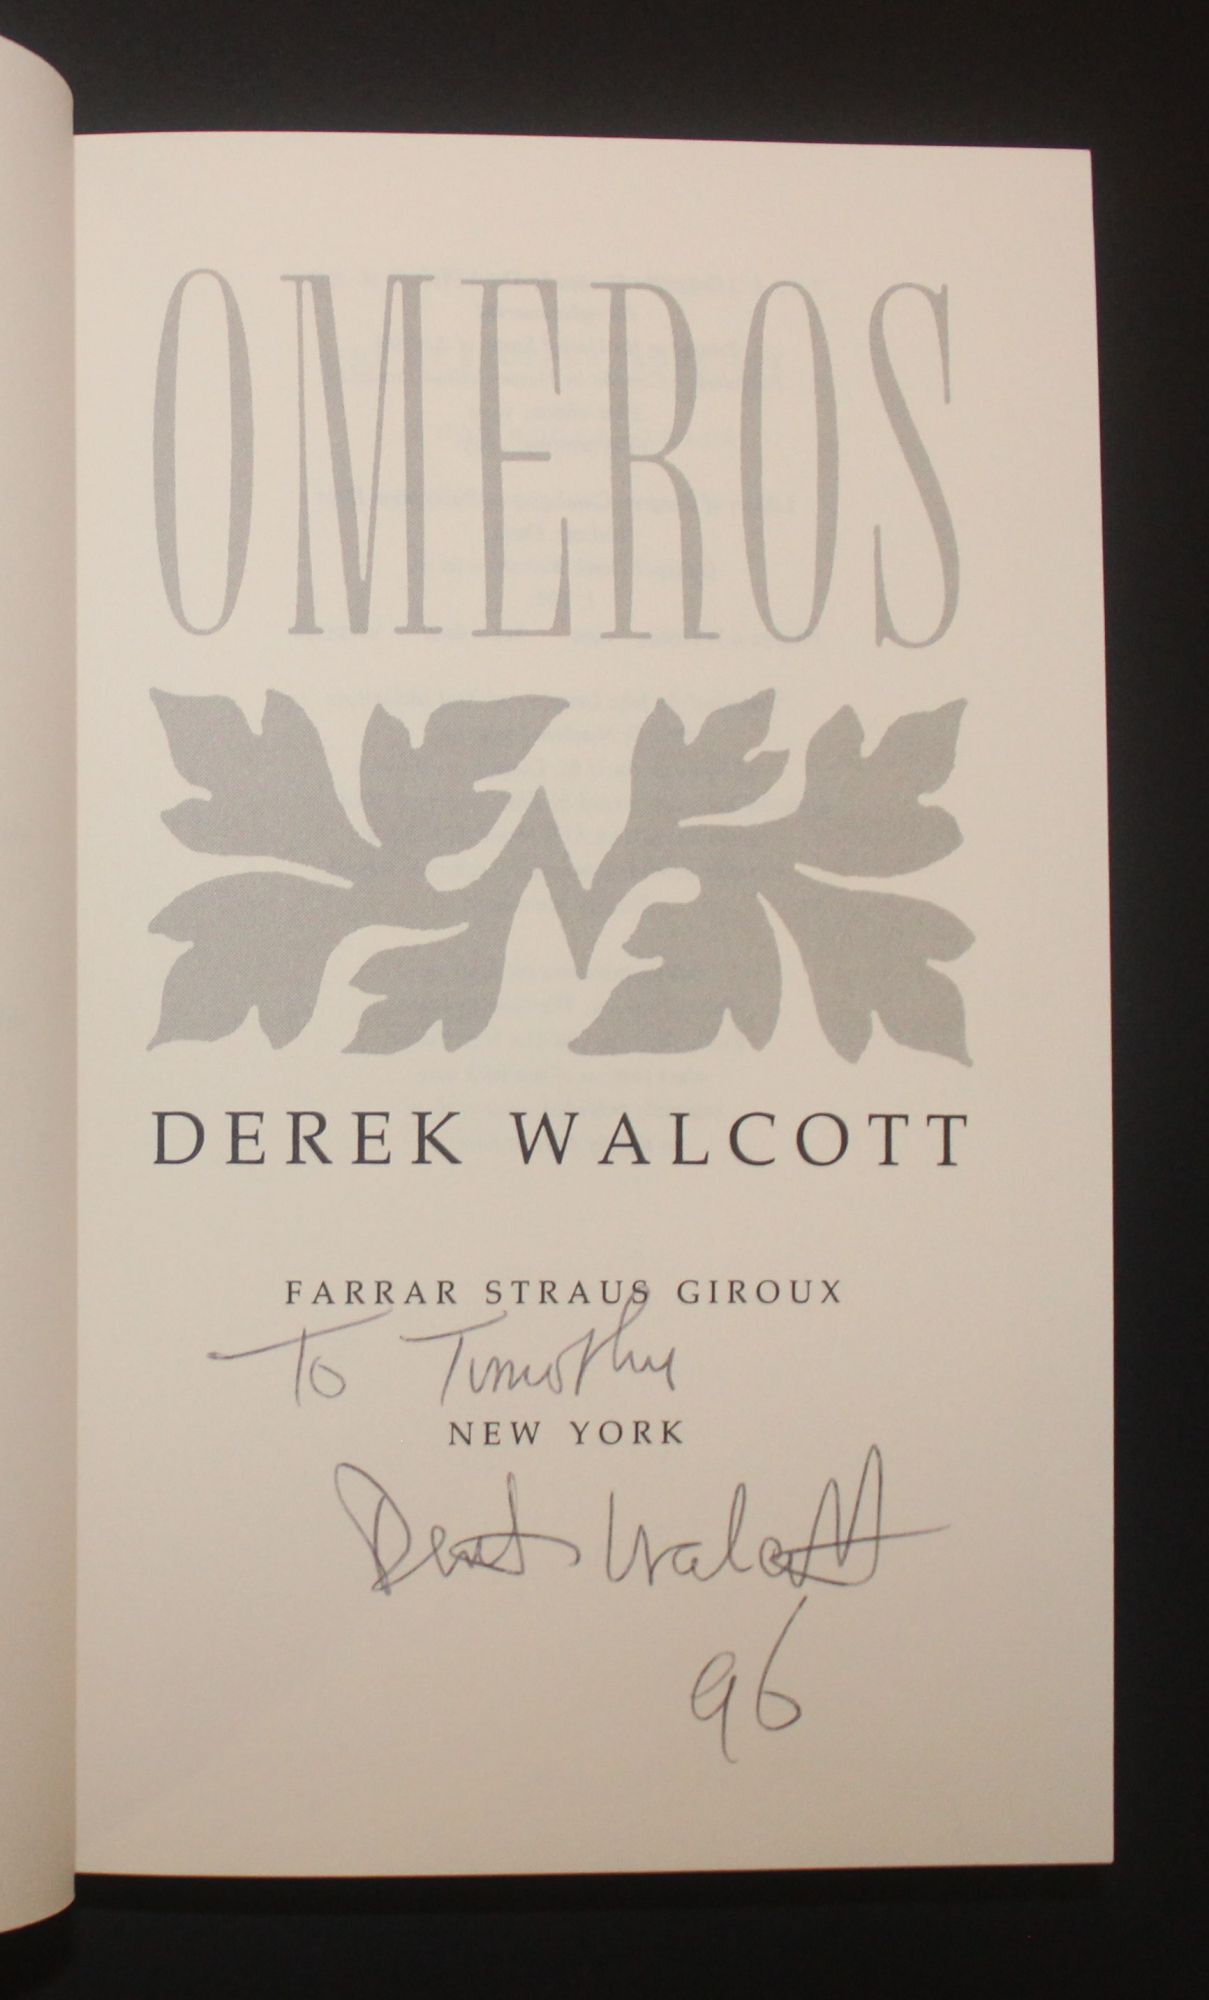 OMEROS
DEREK WALCOTT
FARRAR STRAUS GIROUX
To Timothy
NEW YORK
Derek Walcott
96